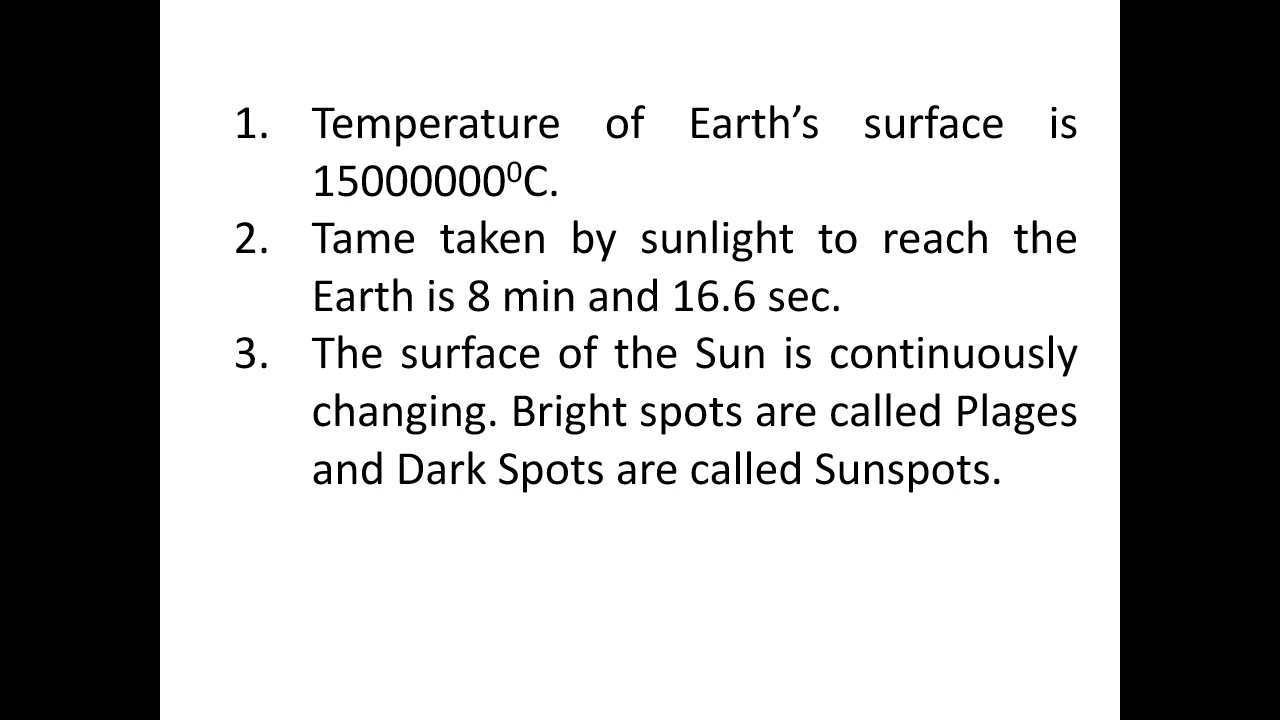 1. Temperature of Earth’s surface is
15000000⁰C.
2. Tame taken by sunlight to reach the
Earth is 8 min and 16.6 sec.
3. The surface of the Sun is continuously
changing. Bright spots are called Plages
and Dark Spots are called Sunspots.